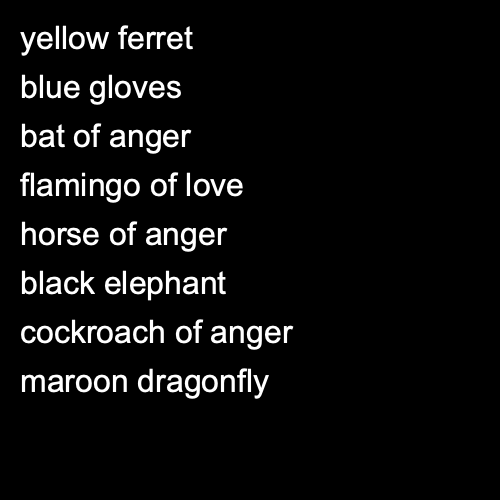 yellow ferret
blue gloves
bat of anger
flamingo of love
horse of anger
black elephant
cockroach of anger
maroon dragonfly